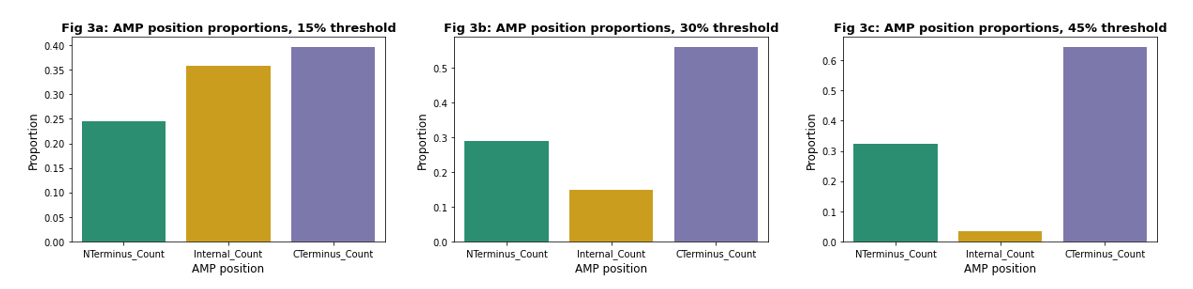 Fig 3a: AMP position proportions, 15% threshold
0.40
0.35
0.30
0.25
0.20
0.15
0.10
0.05
0.00
Proportion
NTerminus_Count Internal_Count CTerminus_Count
AMP position
Fig 3b: AMP position proportions, 30% threshold
0.5
0.4
0.3
0.2
0.1
0.0
Proportion
NTerminus_Count Internal_Count CTerminus_Count
AMP position
Fig 3c: AMP position proportions, 45% threshold
0.6
0.5
0.4
0.3
0.2
0.1
0.0
Proportion
NTerminus_Count Internal_Count CTerminus_Count
AMP position